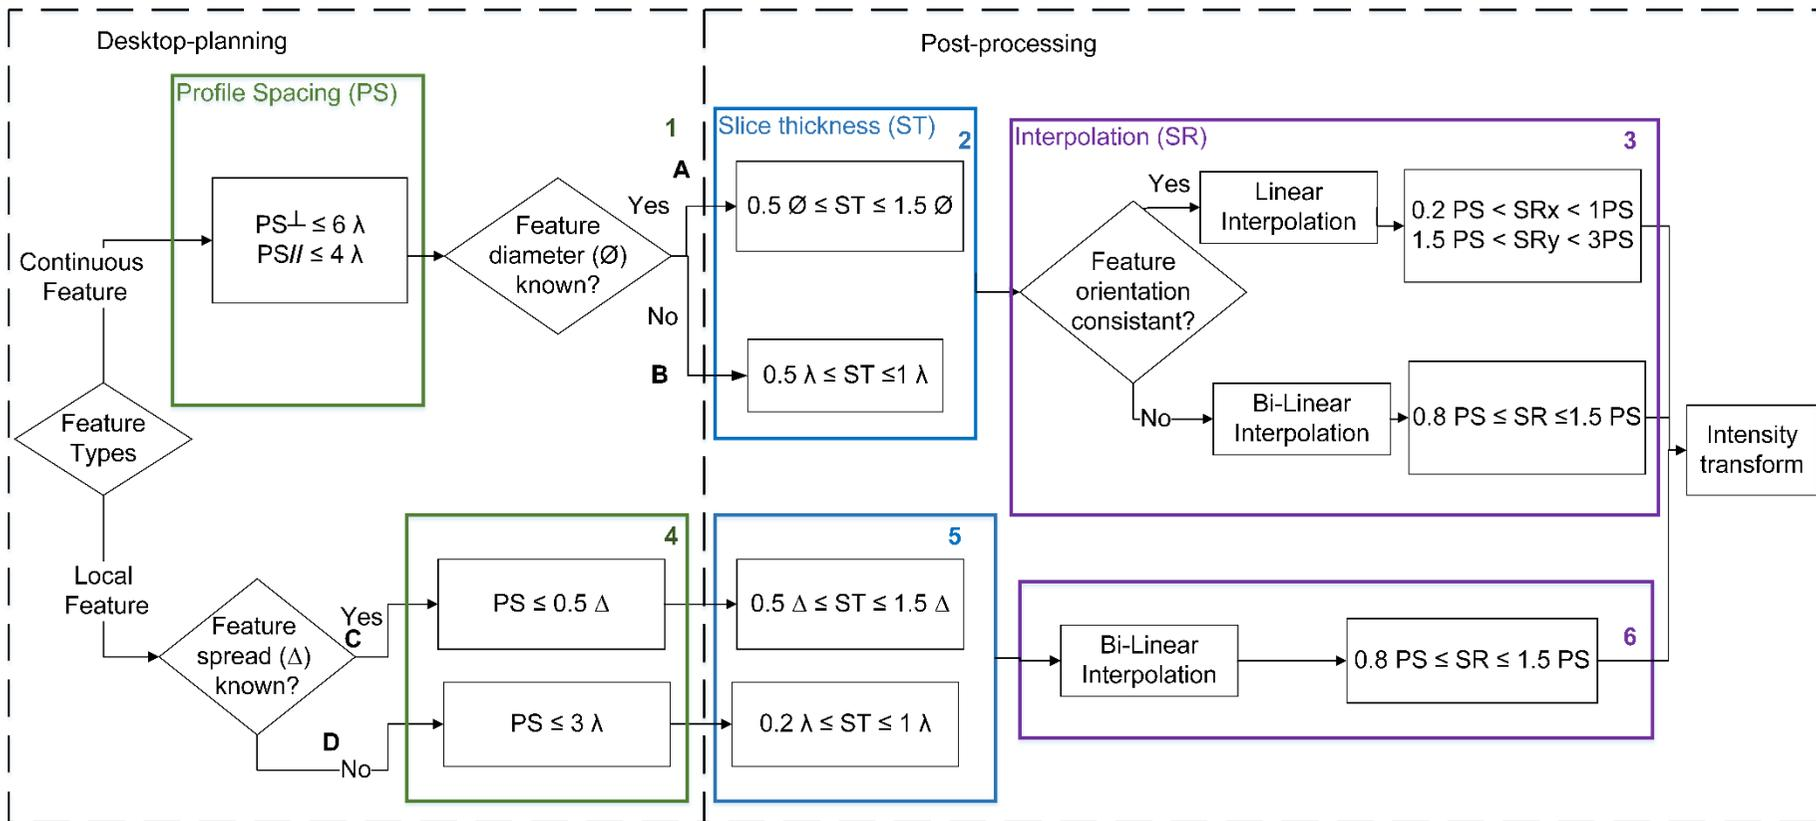 Desktop-planning
Post-processing
Profile Spacing (PS)
1
A
PS⊥ ≤ 6 λ
PS// ≤ 4 λ
Feature
diameter (Ø)
known?
Yes
No
B
Slice thickness (ST)
2
0.5 Ø ≤ ST ≤ 1.5 Ø
0.5 λ ≤ ST ≤1 λ
Interpolation (SR)
3
Feature
orientation
consistant?
Yes
Linear
Interpolation
0.2 PS < SRx < 1PS
1.5 PS < SRy < 3PS
No
Bi-Linear
Interpolation
0.8 PS ≤ SR ≤1.5 PS
Intensity
transform
Continuous
Feature
Feature
Types
Local
Feature
Feature
spread (Δ)
known?
Yes
C
D
No
4
PS ≤ 0.5 Δ
PS ≤ 3 λ
5
0.5 Δ ≤ ST ≤ 1.5 Δ
0.2 λ ≤ ST ≤ 1 λ
Bi-Linear
Interpolation
6
0.8 PS ≤ SR ≤ 1.5 PS